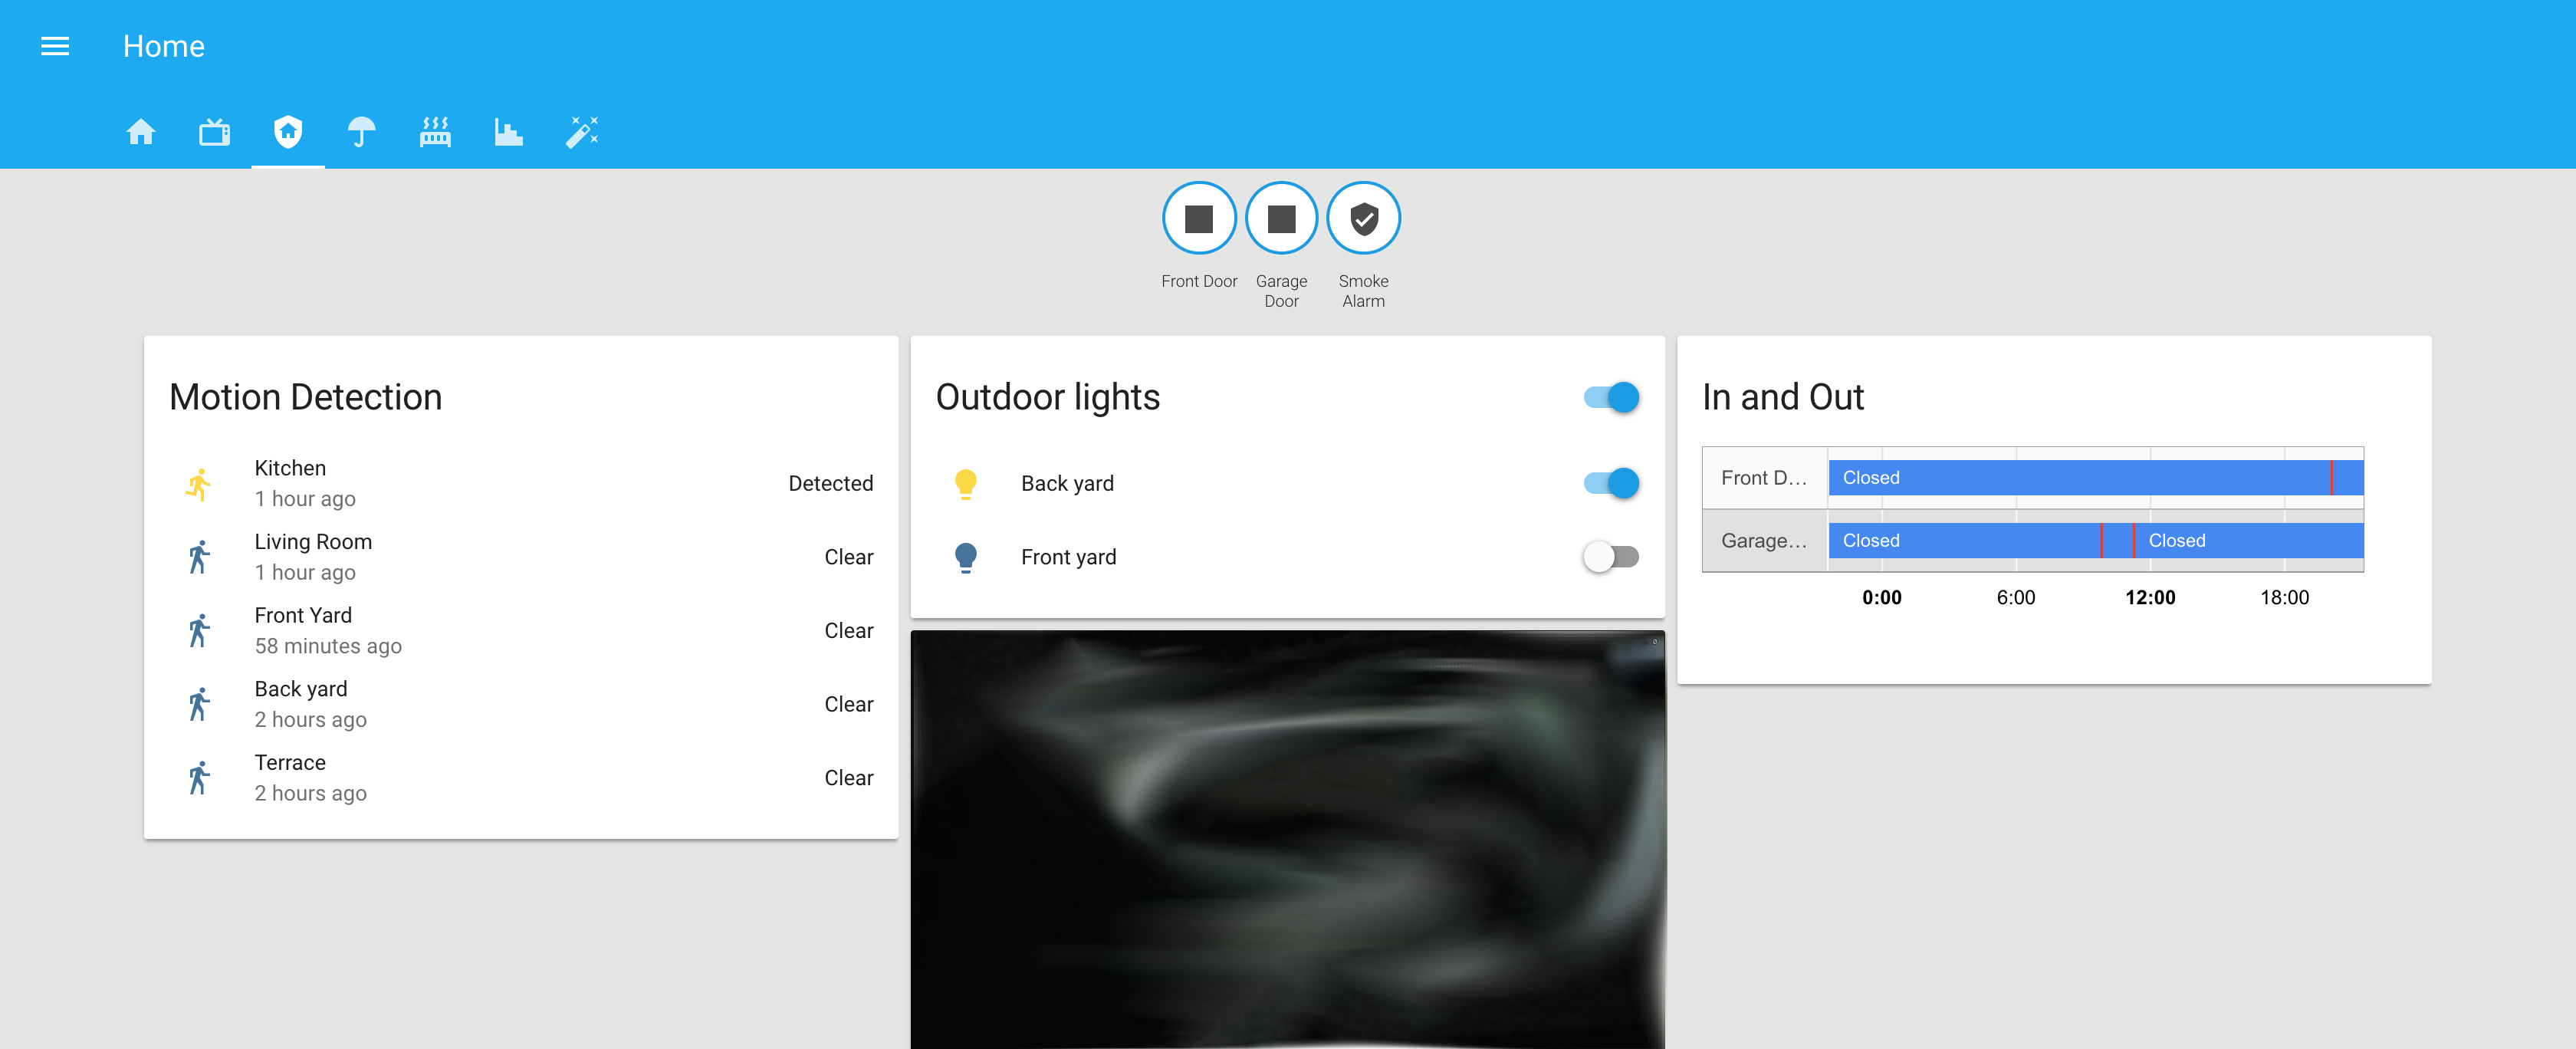 Home
Front Door
Garage
Door
Smoke
Alarm
Motion Detection
Kitchen
1 hour ago
Detected
Living Room
1 hour ago
Clear
Front Yard
58 minutes ago
Clear
Back yard
2 hours ago
Clear
Terrace
2 hours ago
Clear
Outdoor lights
Back yard
Front yard
In and Out
Front D...
Closed
Garage...
Closed
Closed
0:00
6:00
12:00
18:00